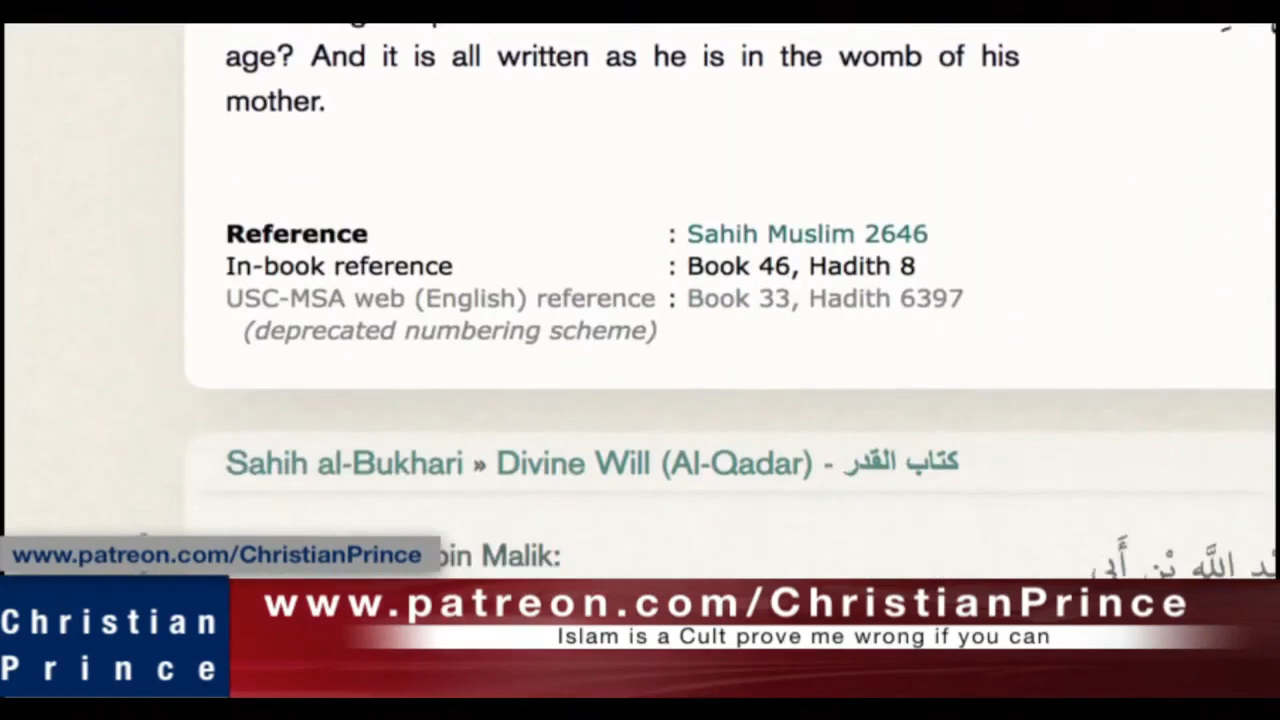 age? And it is all written as he is in the womb of his
mother.
Reference : Sahih Muslim 2646
In-book reference : Book 46, Hadith 8
USC-MSA web (English) reference : Book 33, Hadith 6397
(deprecated numbering scheme)
Sahih al-Bukhari » Divine Will (Al-Qadar) - كتاب القدر
bin Malik:
اللَّهِ بْنِ أَبِي
www.patreon.com/ChristianPrince
www.patreon.com/ChristianPrince
Islam is a Cult prove me wrong if you can
Christian
Prince